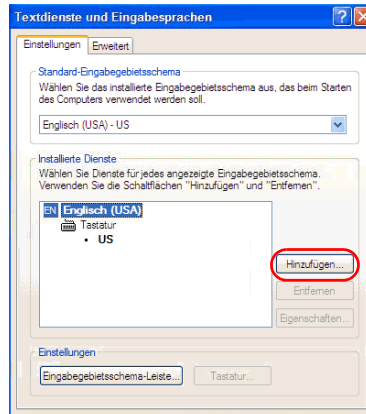 Textdienste und Eingabesprachen
Einstellungen Erweitert
Standard-Eingabegebietsschema
Wählen Sie das installierte Eingabegebietsschema aus, das beim Starten
des Computers verwendet werden soll.
Englisch (USA) - US
Installierte Dienste
Wählen Sie Dienste für jedes angezeigte Eingabegebietsschema.
Verwenden Sie die Schaltflächen "Hinzufügen" und "Entfernen".
EN Englisch (USA)
Tastatur
• US
Hinzufügen...
Entfernen
Eigenschaften...
Einstellungen
Eingabegebietsschema-Leiste... Tastatur...